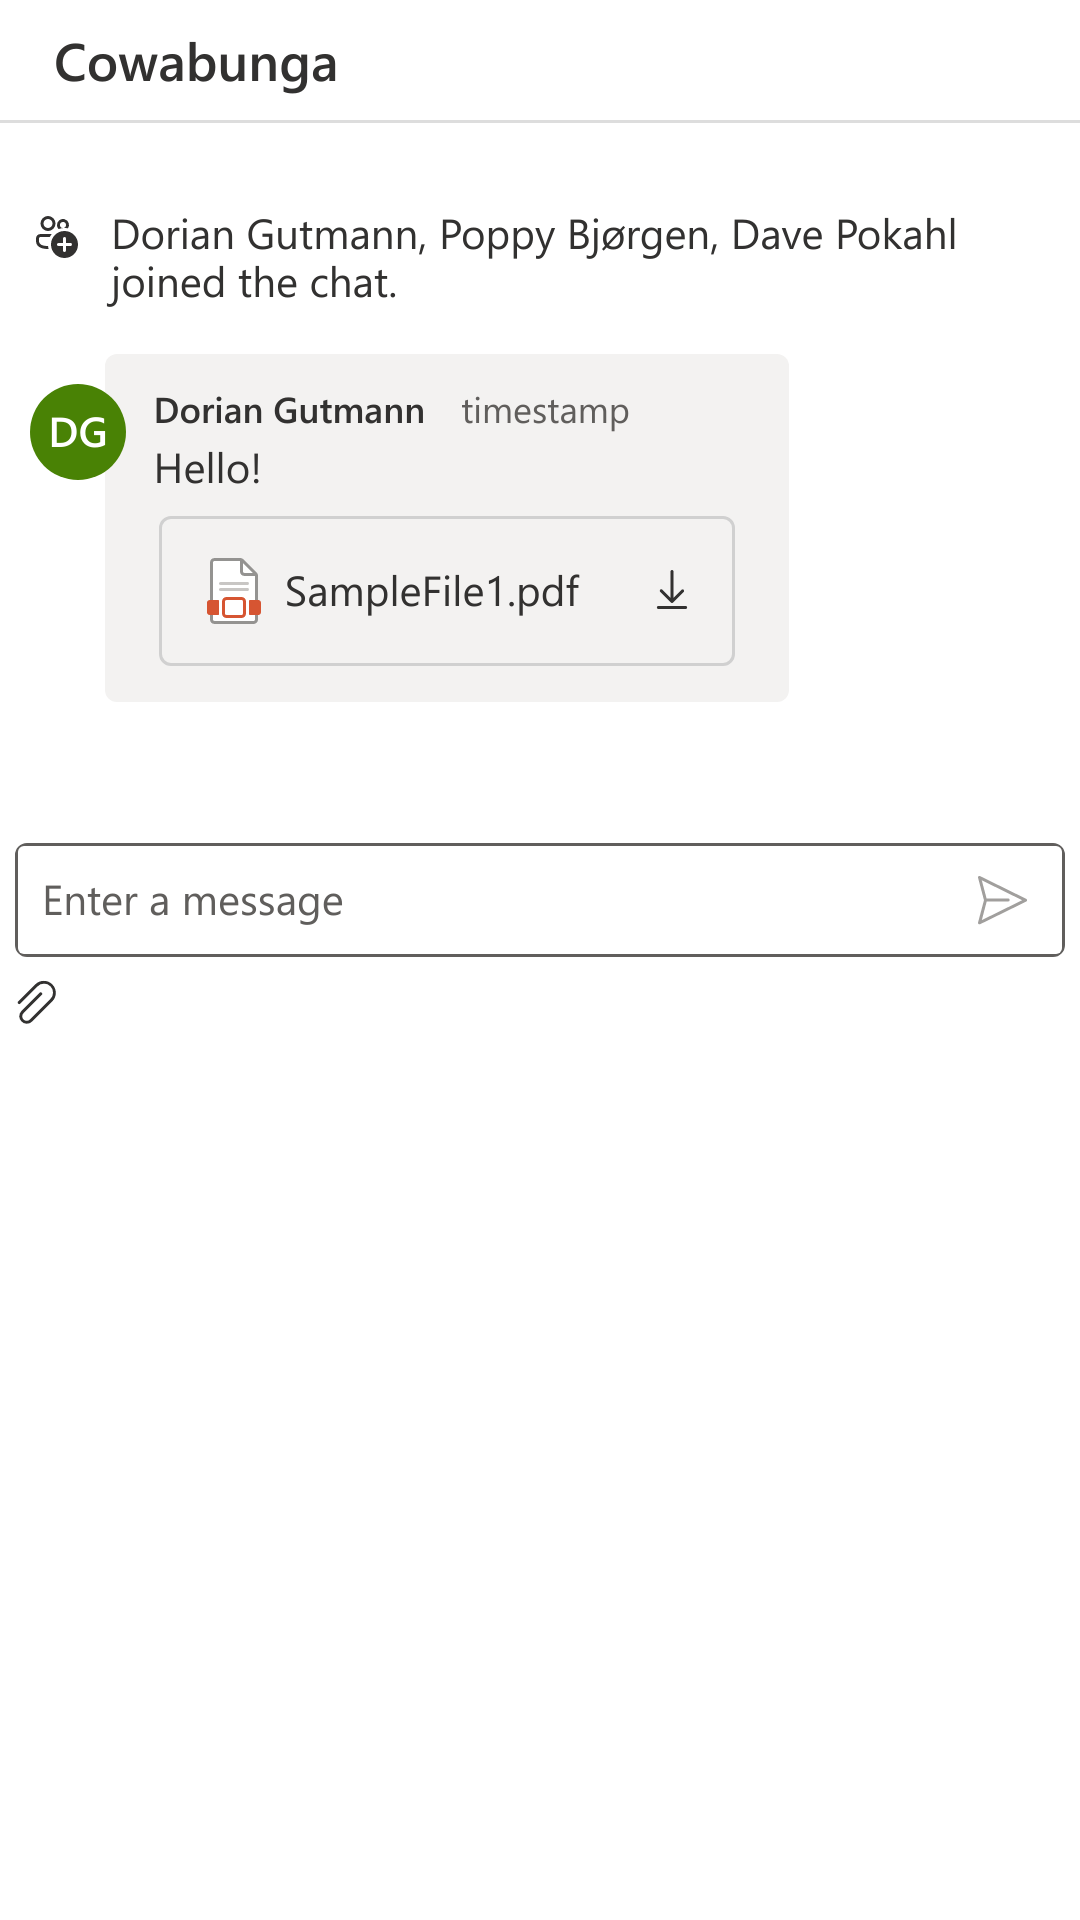 Cowabunga
Dorian Gutmann, Poppy Bjørgen, Dave Pokahl
joined the chat.
DG
Dorian Gutmann timestamp
Hello!
SampleFile1.pdf
Enter a message